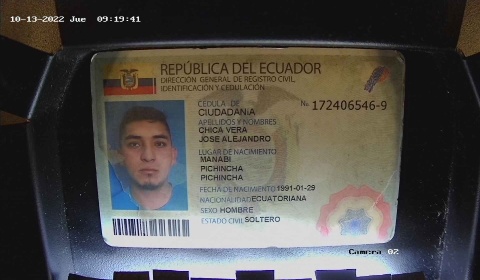 10-13-2022 Jue 09:19:41
REPÚBLICA DEL ECUADOR
DIRECCIÓN GENERAL DE REGISTRO CIVIL,
IDENTIFICACIÓN Y CEDULACIÓN
CÉDULA DE
CIUDADANÍA
No 172406546-9
APELLIDOS Y NOMBRES
CHICA VERA
JOSE ALEJANDRO
LUGAR DE NACIMIENTO
MANABI
PICHINCHA
PICHINCHA
FECHA DE NACIMIENTO 1991-01-29
NACIONALIDAD ECUATORIANA
SEXO HOMBRE
ESTADO CIVIL SOLTERO
Camera 02